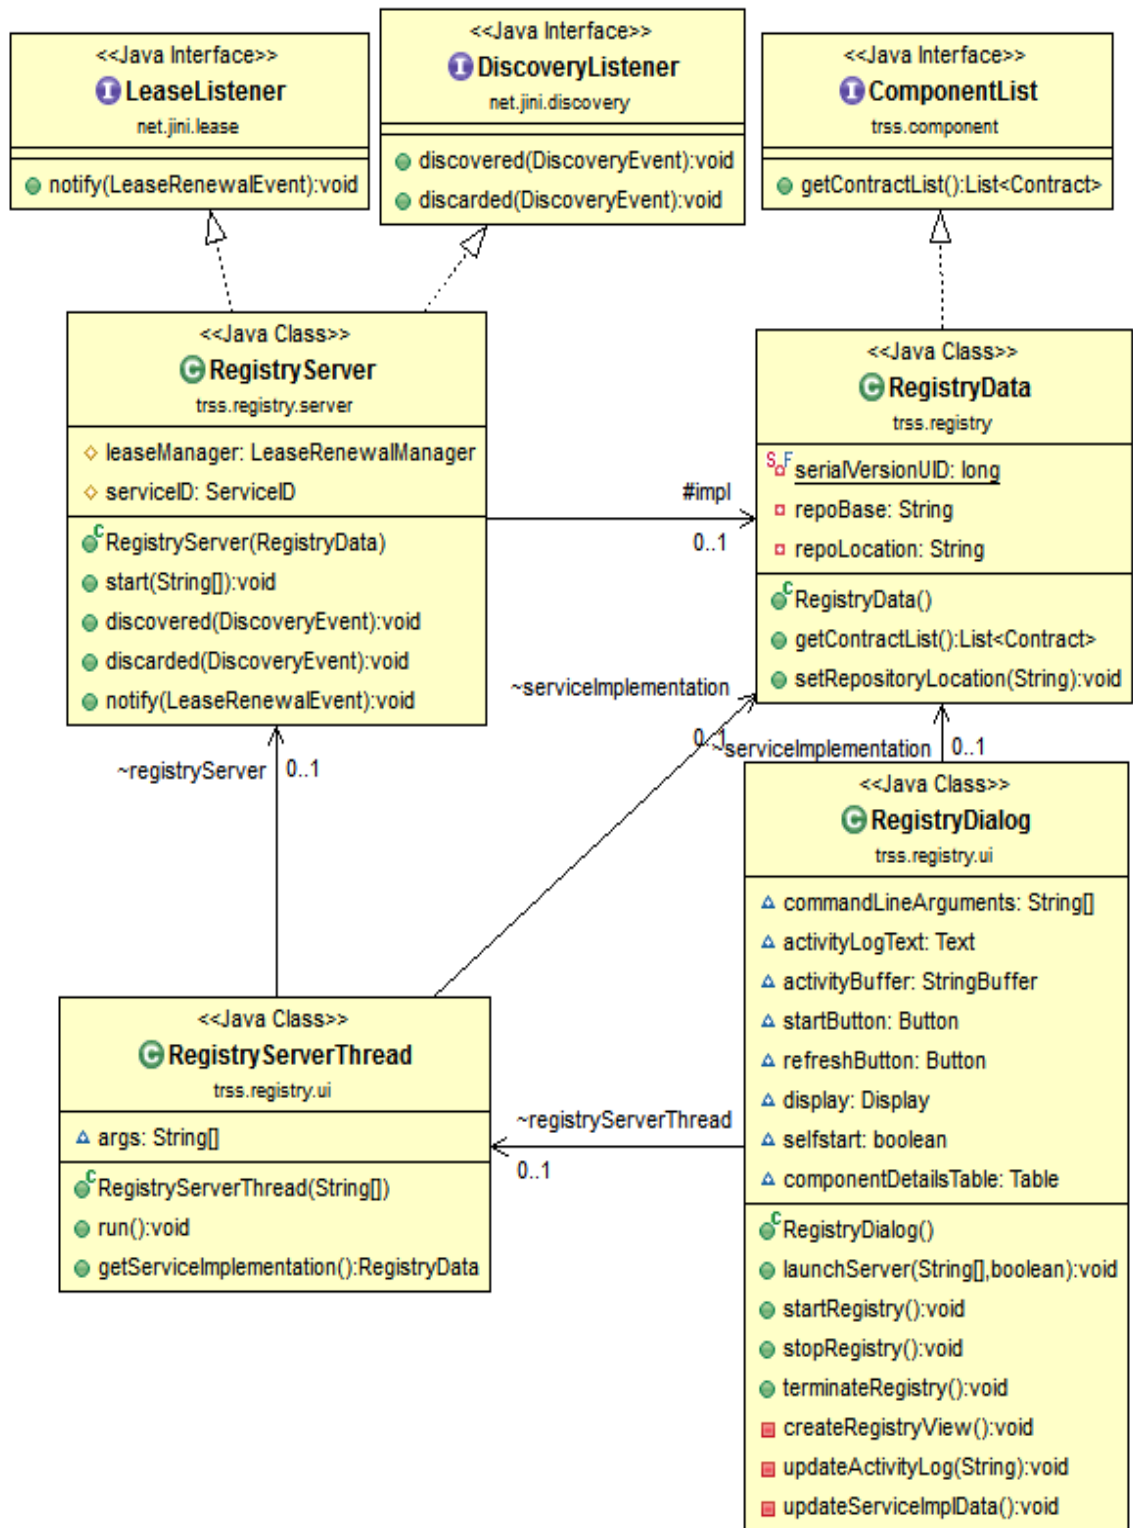 <<Java Interface>>
LeaseListener
net.jini.lease
notify(LeaseRenewalEvent):void
<<Java Interface>>
DiscoveryListener
net.jini.discovery
discovered(DiscoveryEvent):void
discarded(DiscoveryEvent):void
<<Java Interface>>
ComponentList
trss.component
getContractList():List<Contract>
<<Java Class>>
RegistryServer
trss.registry.server
leaseManager: LeaseRenewalManager
serviceID: ServiceID
RegistryServer(RegistryData)
start(String[]):void
discovered(DiscoveryEvent):void
discarded(DiscoveryEvent):void
notify(LeaseRenewalEvent):void
#impl
0..1
<<Java Class>>
RegistryData
trss.registry
serialVersionUID: long
repoBase: String
repoLocation: String
RegistryData()
getContractList():List<Contract>
setRepositoryLocation(String):void
~serviceImplementation
0..1
~serviceImplementation
0..1
~registryServer
0..1
<<Java Class>>
RegistryServerThread
trss.registry.ui
args: String[]
RegistryServerThread(String[])
run():void
getServiceImplementation():RegistryData
~registryServerThread
0..1
<<Java Class>>
RegistryDialog
trss.registry.ui
commandLineArguments: String[]
activityLogText: Text
activityBuffer: StringBuffer
startButton: Button
refreshButton: Button
display: Display
selfstart: boolean
componentDetailsTable: Table
RegistryDialog()
launchServer(String[],boolean):void
startRegistry():void
stopRegistry():void
terminateRegistry():void
createRegistryView():void
updateActivityLog(String):void
updateServiceImplData():void